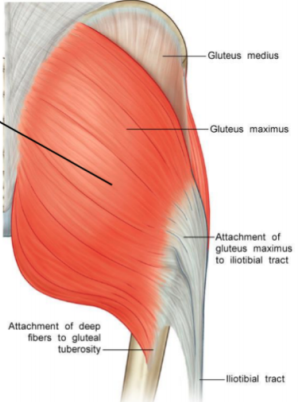 Gluteus medius
Gluteus maximus
Attachment of
gluteus maximus
to iliotibial tract
Attachment of deep
fibers to gluteal
tuberosity
Iliotibial tract